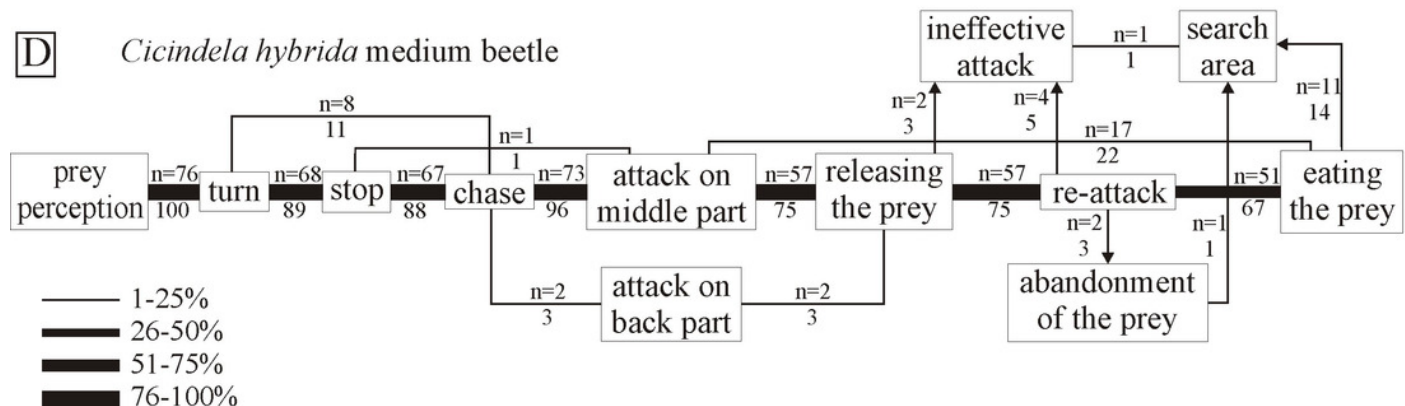 D
Cicindela hybrida medium beetle
ineffective
attack
n=1
1
search
area
n=2
3
n=4
5
n=11
14
n=8
11
n=1
1
n=17
22
prey
perception
n=76
100
turn
n=68
89
stop
n=67
88
chase
n=73
96
attack on
middle part
n=57
75
releasing
the prey
n=57
75
re-attack
n=51
67
eating
the prey
n=2
3
n=1
1
n=2
3
attack on
back part
n=2
3
abandonment
of the prey
1-25%
26-50%
51-75%
76-100%